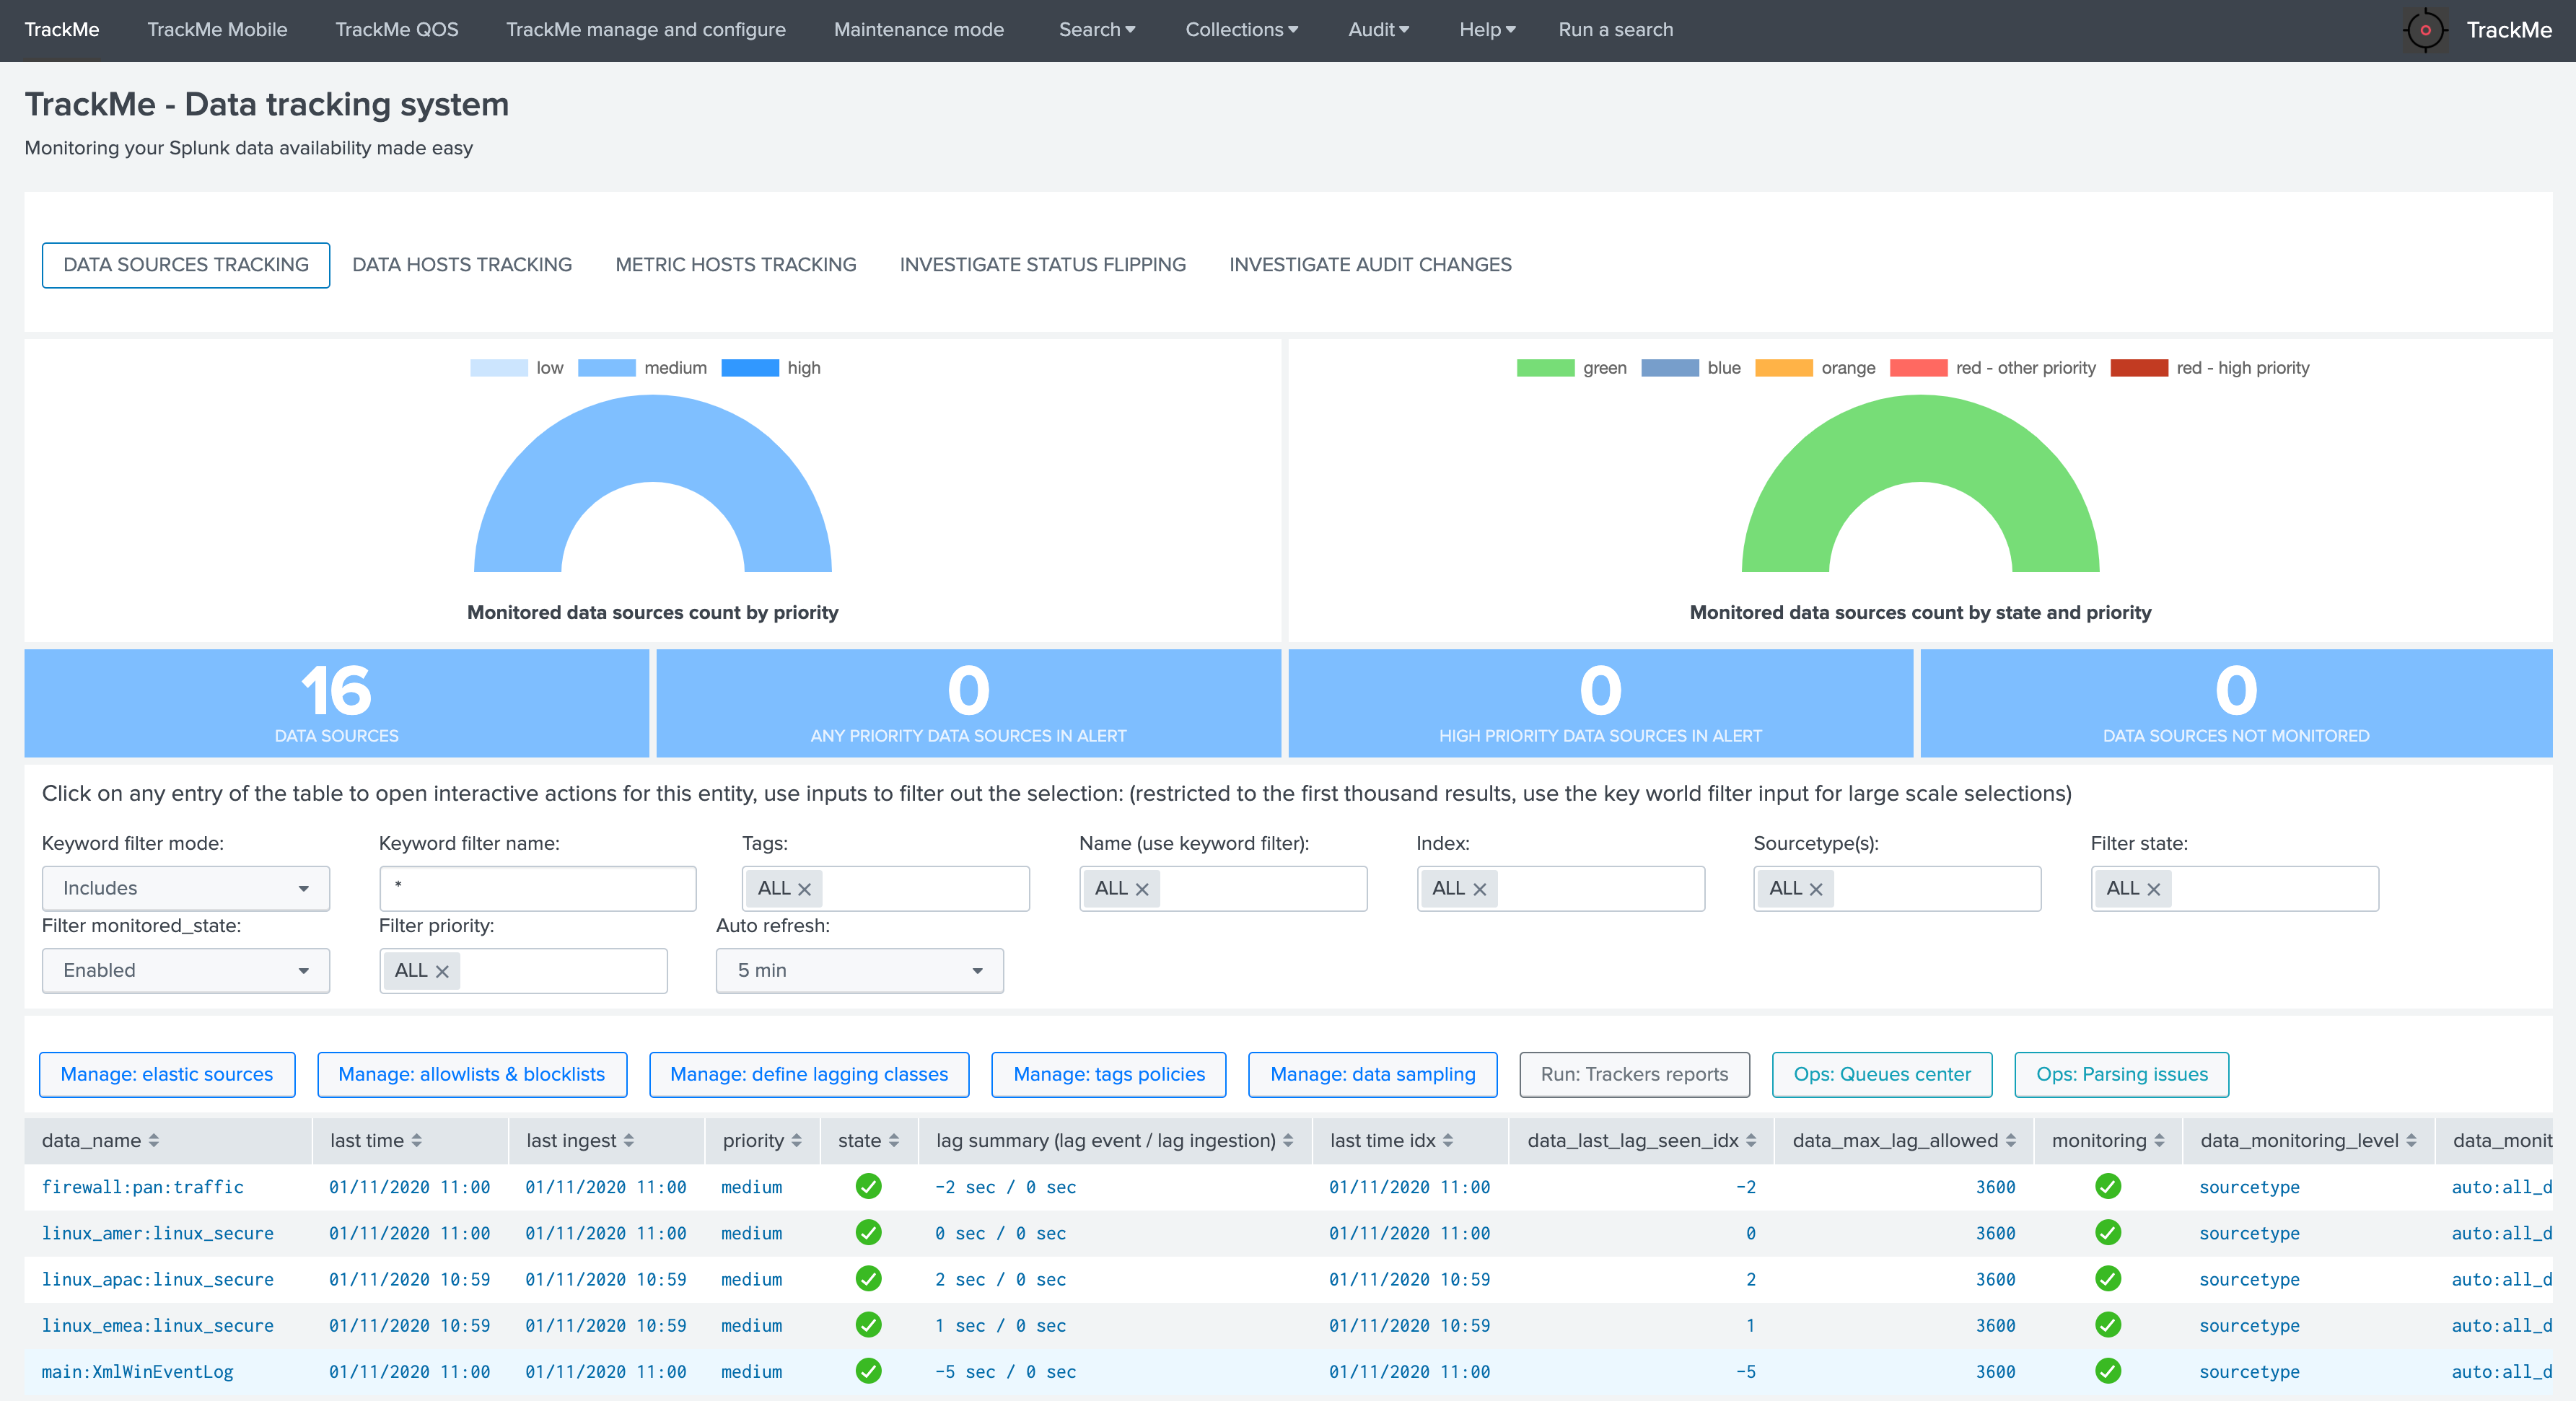 TrackMe TrackMe Mobile TrackMe QOS TrackMe manage and configure Maintenance mode Search Collections Audit Help Run a search TrackMe
TrackMe - Data tracking system
Monitoring your Splunk data availability made easy
DATA SOURCES TRACKING DATA HOSTS TRACKING METRIC HOSTS TRACKING INVESTIGATE STATUS FLIPPING INVESTIGATE AUDIT CHANGES
low medium high
Monitored data sources count by priority
green blue orange red - other priority red - high priority
Monitored data sources count by state and priority
16
DATA SOURCES
0
ANY PRIORITY DATA SOURCES IN ALERT
0
HIGH PRIORITY DATA SOURCES IN ALERT
0
DATA SOURCES NOT MONITORED
Click on any entry of the table to open interactive actions for this entity, use inputs to filter out the selection: (restricted to the first thousand results, use the key world filter input for large scale selections)
Keyword filter mode: Keyword filter name: Tags: Name (use keyword filter): Index: Sourcetype(s): Filter state:
Includes * ALL ALL ALL ALL ALL
Filter monitored_state: Filter priority: Auto refresh:
Enabled ALL 5 min
Manage: elastic sources Manage: allowlists & blocklists Manage: define lagging classes Manage: tags policies Manage: data sampling Run: Trackers reports Ops: Queues center Ops: Parsing issues
data_name last time last ingest priority state lag summary (lag event / lag ingestion) last time idx data_last_lag_seen_idx data_max_lag_allowed monitoring data_monitoring_level data_monit
firewall:pan:traffic 01/11/2020 11:00 01/11/2020 11:00 medium -2 sec / 0 sec 01/11/2020 11:00 -2 3600 sourcetype auto:all_d
linux_amer:linux_secure 01/11/2020 11:00 01/11/2020 11:00 medium 0 sec / 0 sec 01/11/2020 11:00 0 3600 sourcetype auto:all_d
linux_apac:linux_secure 01/11/2020 10:59 01/11/2020 10:59 medium 2 sec / 0 sec 01/11/2020 10:59 2 3600 sourcetype auto:all_d
linux_emea:linux_secure 01/11/2020 10:59 01/11/2020 10:59 medium 1 sec / 0 sec 01/11/2020 10:59 1 3600 sourcetype auto:all_d
main:XmlWinEventLog 01/11/2020 11:00 01/11/2020 11:00 medium -5 sec / 0 sec 01/11/2020 11:00 -5 3600 sourcetype auto:all_d